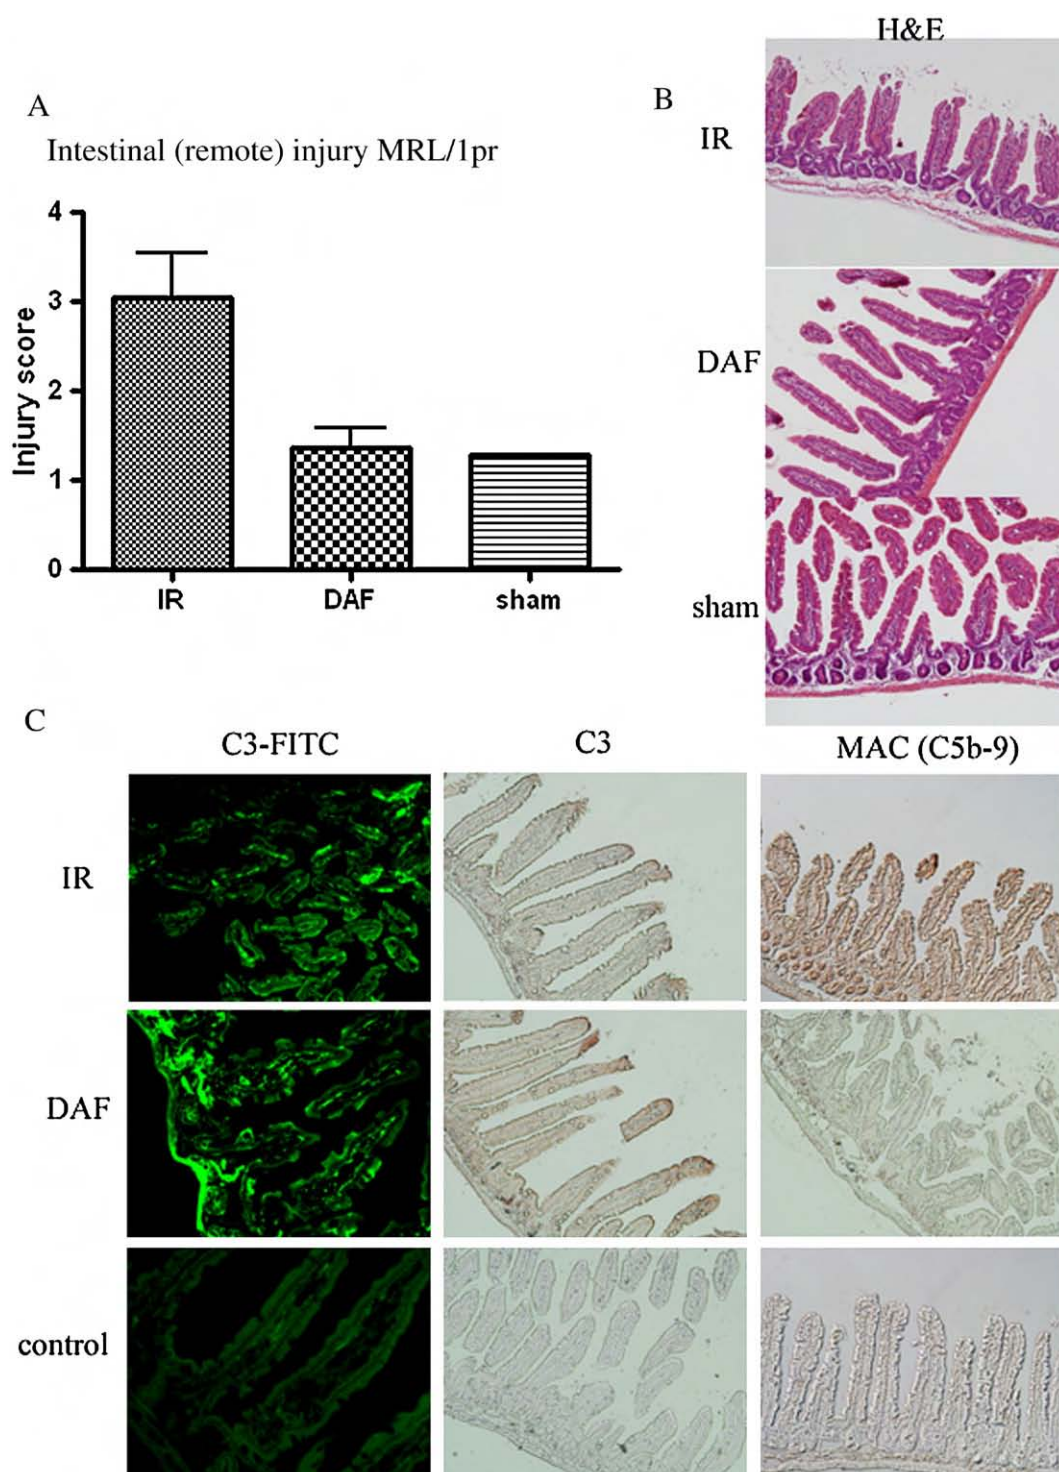 A
Intestinal (remote) injury MRL/1pr
Injury score
4
3
2
1
0
IR
DAF
sham
B
H&E
IR
DAF
sham
C
C3-FITC
C3
MAC (C5b-9)
IR
DAF
control